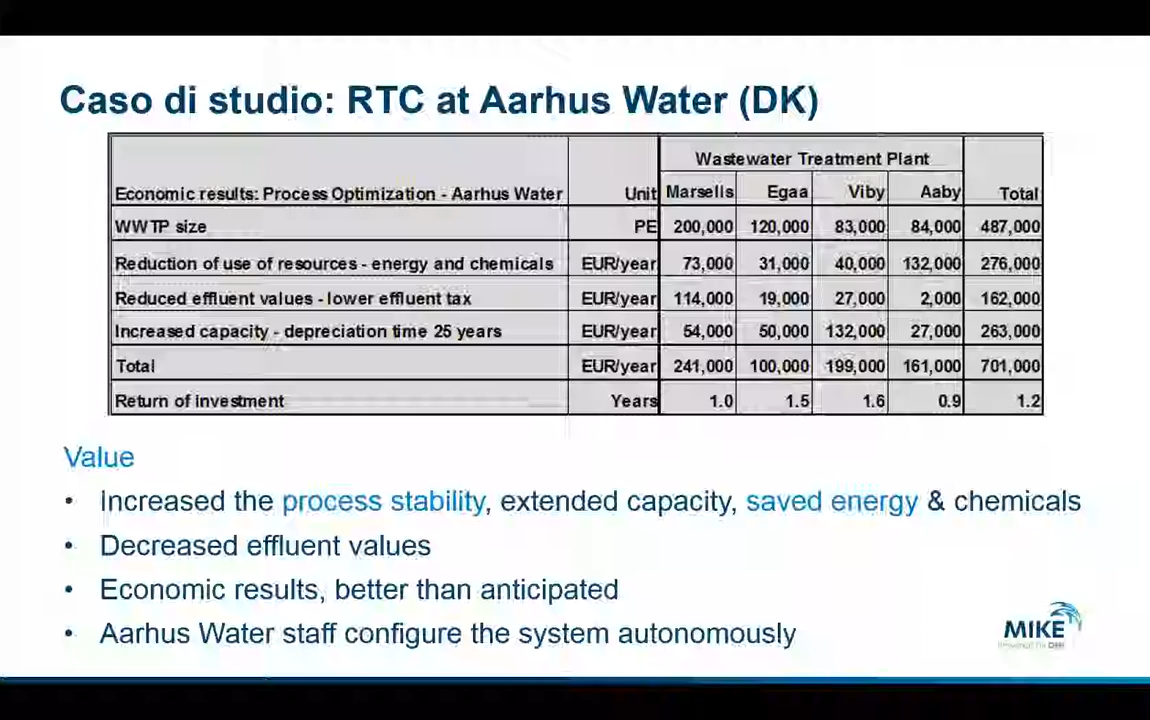 Caso di studio: RTC at Aarhus Water (DK)
Wastewater Treatment Plant
Economic results: Process Optimization - Aarhus Water Unit Marselis Egaa Viby Aaby Total
WWTP size PE 200,000 120,000 83,000 84,000 487,000
Reduction of use of resources - energy and chemicals EUR/year 73,000 31,000 40,000 132,000 276,000
Reduced effluent values - lower effluent tax EUR/year 114,000 19,000 27,000 2,000 162,000
Increased capacity - depreciation time 25 years EUR/year 54,000 50,000 132,000 27,000 263,000
Total EUR/year 241,000 100,000 199,000 161,000 701,000
Return of investment Years 1.0 1.5 1.6 0.9 1.2
Value
• Increased the process stability, extended capacity, saved energy & chemicals
• Decreased effluent values
• Economic results, better than anticipated
• Aarhus Water staff configure the system autonomously
MIKE